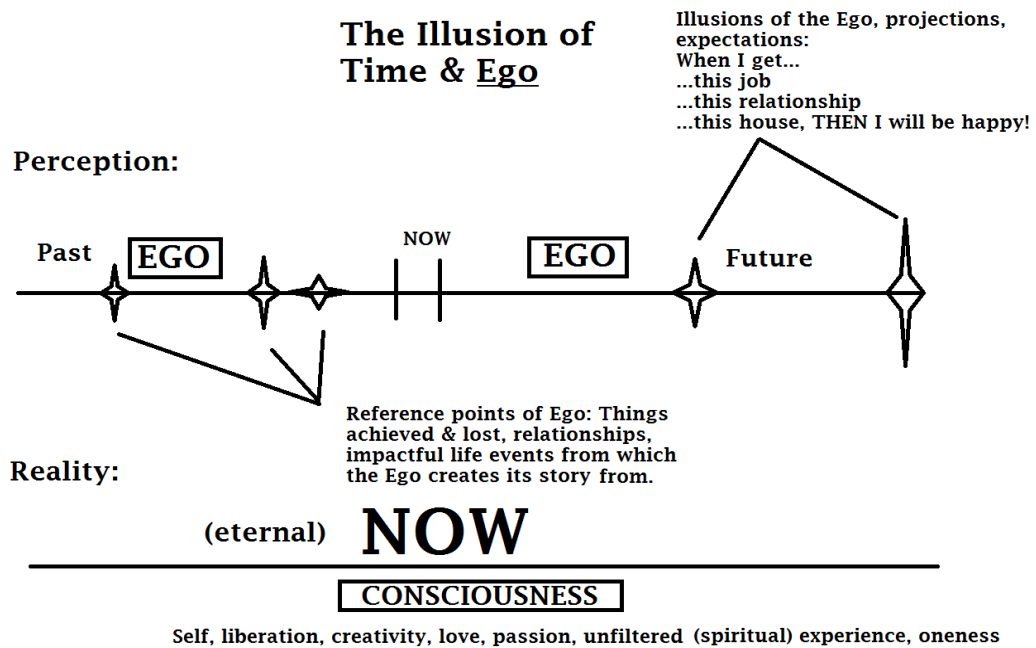 The Illusion of
Time & Ego
Illusions of the Ego, projections,
expectations:
When I get...
...this job
...this relationship
...this house, THEN I will be happy!
Perception:
Past
EGO
NOW
EGO
Future
Reference points of Ego: Things
achieved & lost, relationships,
impactful life events from which
the Ego creates its story from.
Reality:
(eternal) NOW
CONSCIOUSNESS
Self, liberation, creativity, love, passion, unfiltered (spiritual) experience, oneness